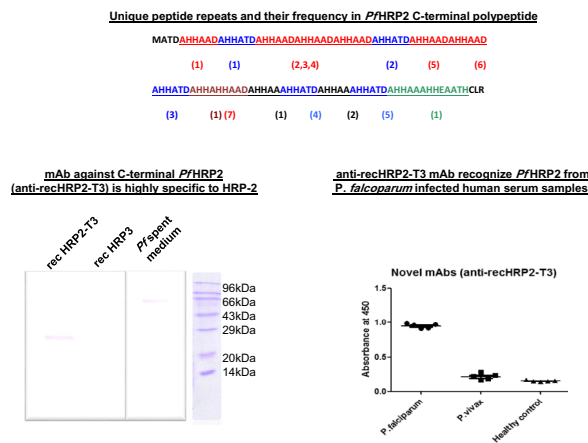 Unique peptide repeats and their frequency in PfHRP2 C-terminal polypeptide
MATDAHHAADAHHATDAHHAADAHHAADAHHAADAHHATDAHHAADAHHAAD
(1) (1) (2,3,4) (2) (5) (6)
AHHATDAHHAHHAADAHHAAAHHATDAHHAAAHHATDAHHAAAHHEAATHCLR
(3) (1) (7) (1) (4) (2) (5) (1)
mAb against C-terminal PfHRP2
(anti-recHRP2-T3) is highly specific to HRP-2
rec HRP2-T3
rec HRP3
Pf spent
medium
96kDa
66kDa
43kDa
29kDa
20kDa
14kDa
anti-recHRP2-T3 mAb recognize PfHRP2 from
P. falcoparum infected human serum samples
Novel mAbs (anti-recHRP2-T3)
Absorbance at 450
1.5
1.0
0.5
0.0
P.falciparum
P.vivax
Healthy control